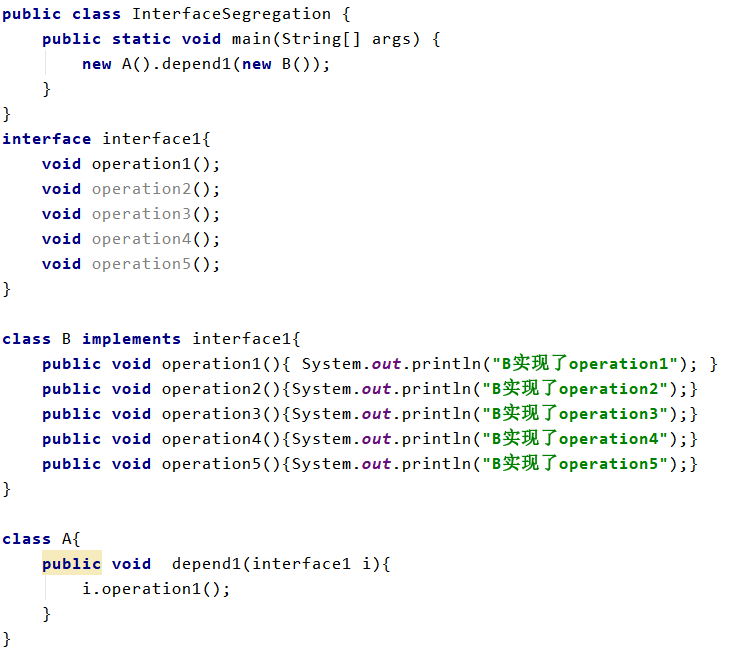 public class InterfaceSegregation {
    public static void main(String[] args) {
        new A().depend1(new B());
    }
}
interface interface1{
    void operation1();
    void operation2();
    void operation3();
    void operation4();
    void operation5();
}

class B implements interface1{
    public void operation1(){ System.out.println("B实现了operation1"); }
    public void operation2(){System.out.println("B实现了operation2");}
    public void operation3(){System.out.println("B实现了operation3");}
    public void operation4(){System.out.println("B实现了operation4");}
    public void operation5(){System.out.println("B实现了operation5");}
}

class A{
    public void  depend1(interface1 i){
        i.operation1();
    }
}